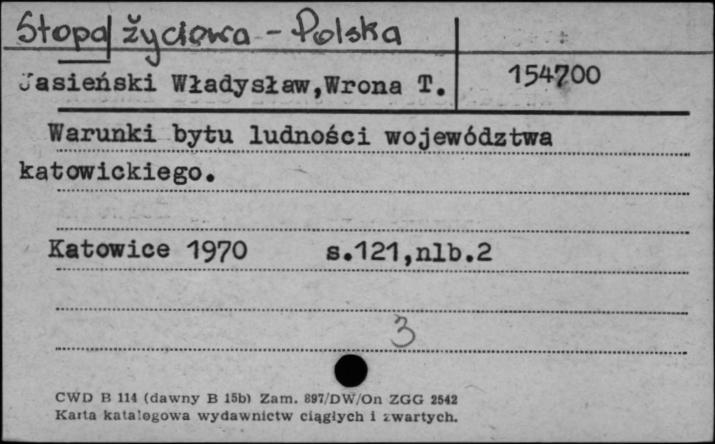 Stopa życiowa - Polska
Jasieński Władysław,Wrona T.
154700
Warunki bytu ludności województwa
katowickiego.
Katowice 1970 s.121,nlb.2
3
CWD B 114 (dawny B 15b) Zam. 897/DW/On ZGG 2542
Karta katalogowa wydawnictw ciągłych i zwartych.